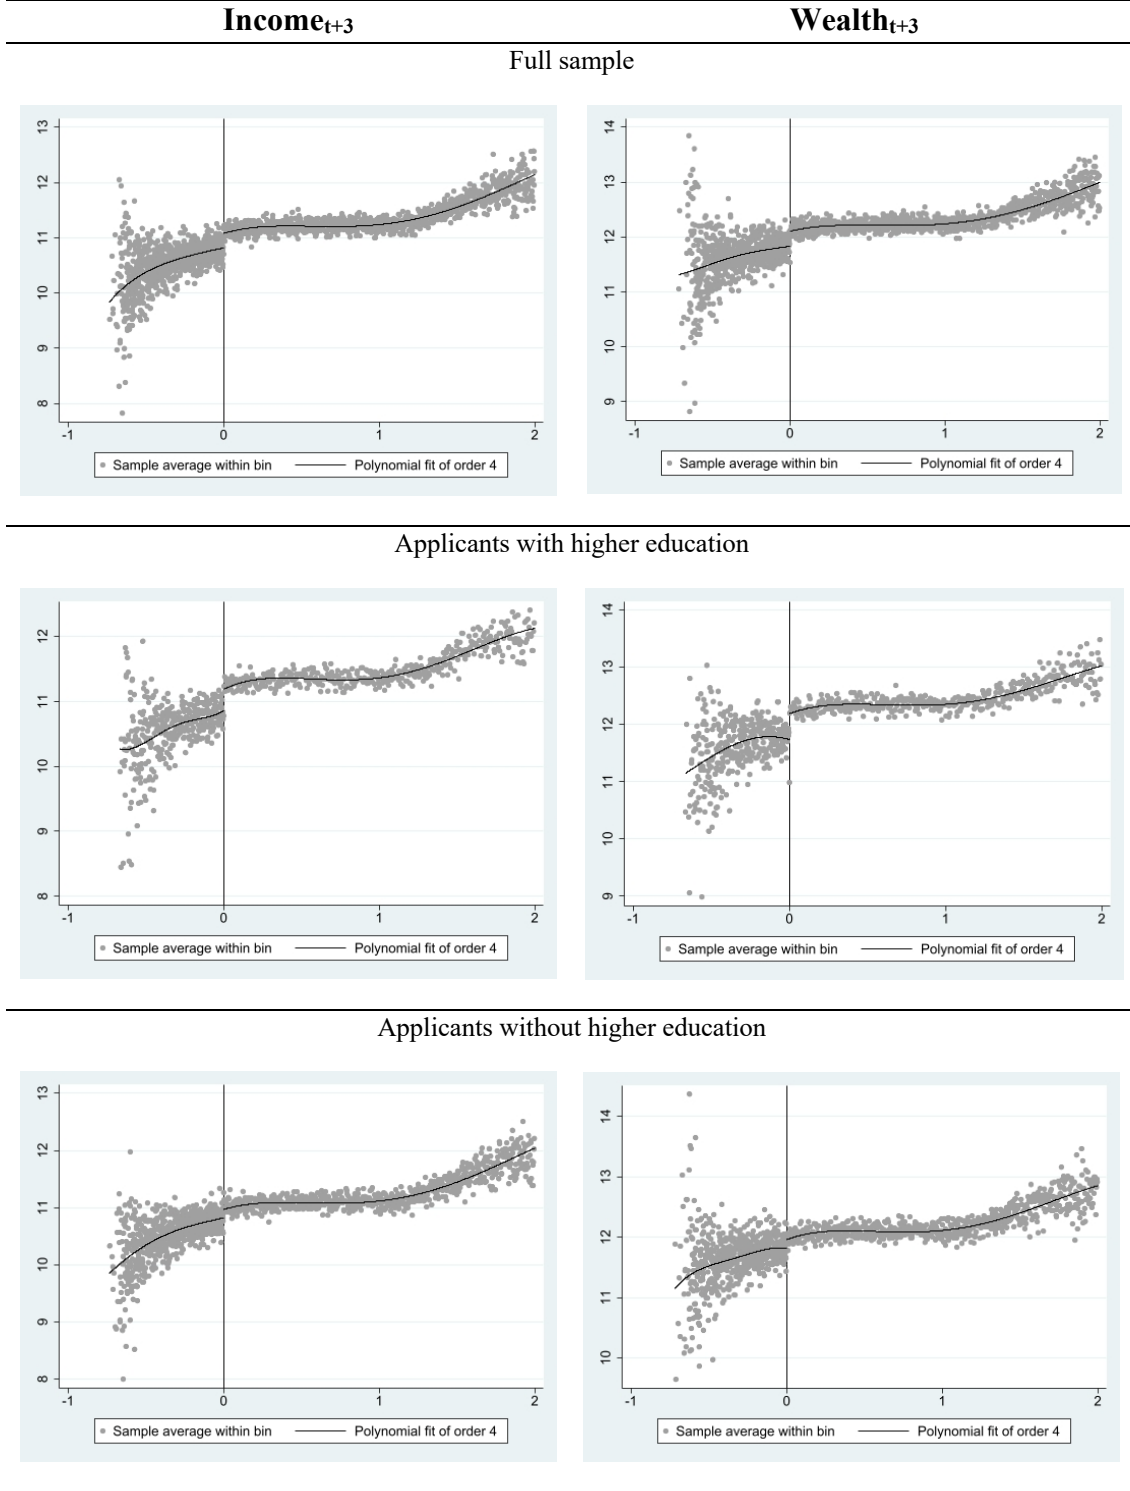 Incomeₜ₊₃ Wealthₜ₊₃
Full sample
13
12
11
10
9
8
-1 0 1 2
Sample average within bin Polynomial fit of order 4
14
13
12
11
10
9
-1 0 1 2
Sample average within bin Polynomial fit of order 4
Applicants with higher education
12
11
10
9
8
-1 0 1 2
Sample average within bin Polynomial fit of order 4
14
13
12
11
10
9
-1 0 1 2
Sample average within bin Polynomial fit of order 4
Applicants without higher education
13
12
11
10
9
8
-1 0 1 2
Sample average within bin Polynomial fit of order 4
14
13
12
11
10
-1 0 1 2
Sample average within bin Polynomial fit of order 4